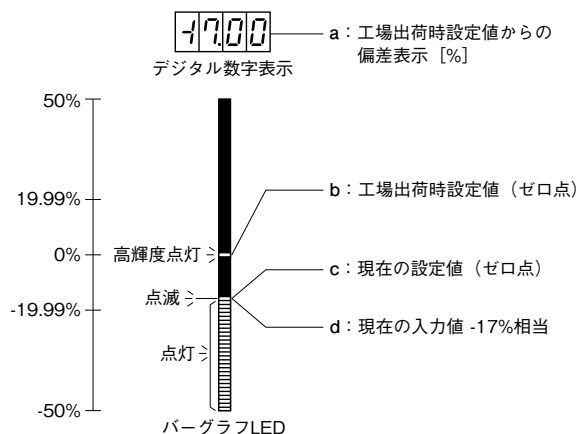 -17.00
a：工場出荷時設定値からの
偏差表示［%］
デジタル数字表示
50%
19.99%
b：工場出荷時設定値（ゼロ点）
0%
高輝度点灯
c：現在の設定値（ゼロ点）
点滅
-19.99%
d：現在の入力値 -17%相当
点灯
-50%
バーグラフLED